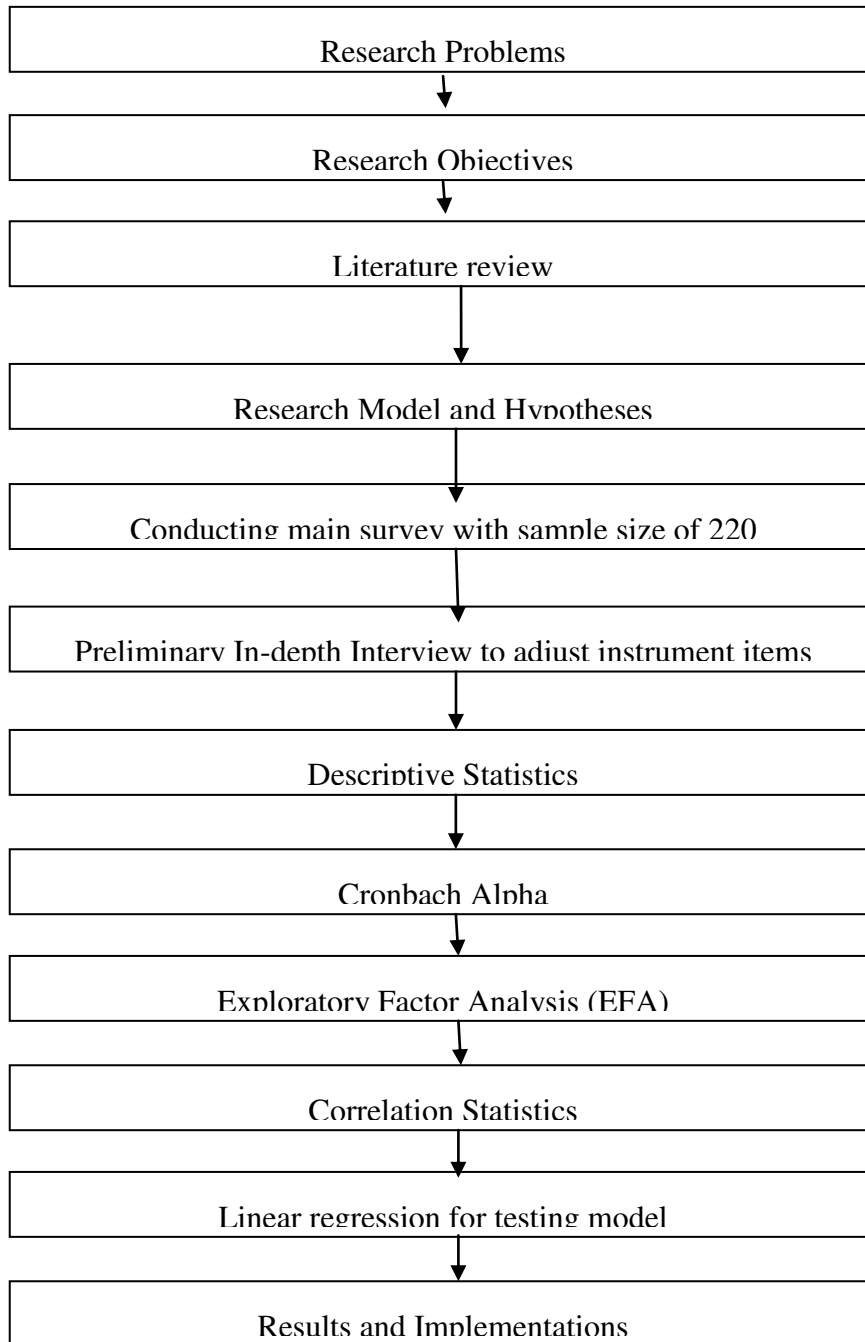 Research Problems
Research Objectives
Literature review
Research Model and Hypotheses
Conducting main survey with sample size of 220
Preliminary In-depth Interview to adjust instrument items
Descriptive Statistics
Cronbach Alpha
Exploratory Factor Analysis (EFA)
Correlation Statistics
Linear regression for testing model
Results and Implementations